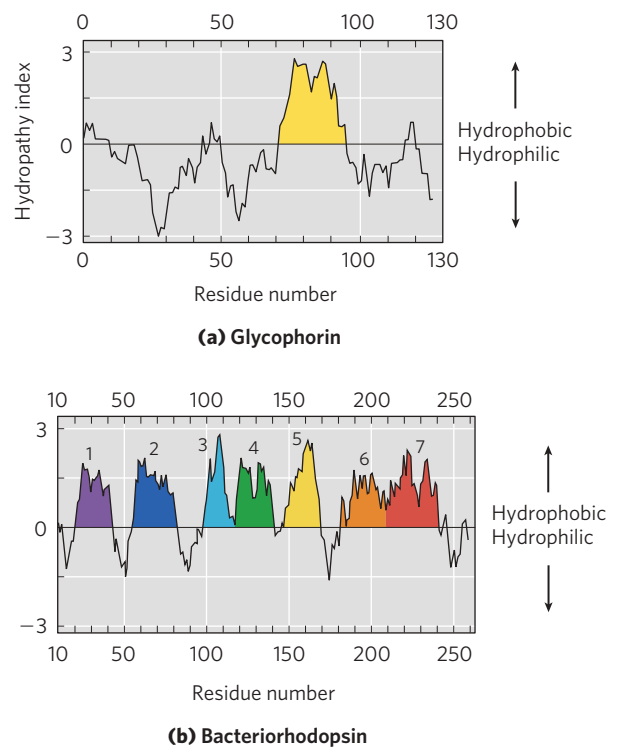 0 50 100 130
3
0
−3
Hydropathy index
Hydrophobic
Hydrophilic
0 50 100 130
Residue number
(a) Glycophorin
10 50 100 150 200 250
3
0
−3
1 2 3 4 5 6 7
Hydrophobic
Hydrophilic
10 50 100 150 200 250
Residue number
(b) Bacteriorhodopsin